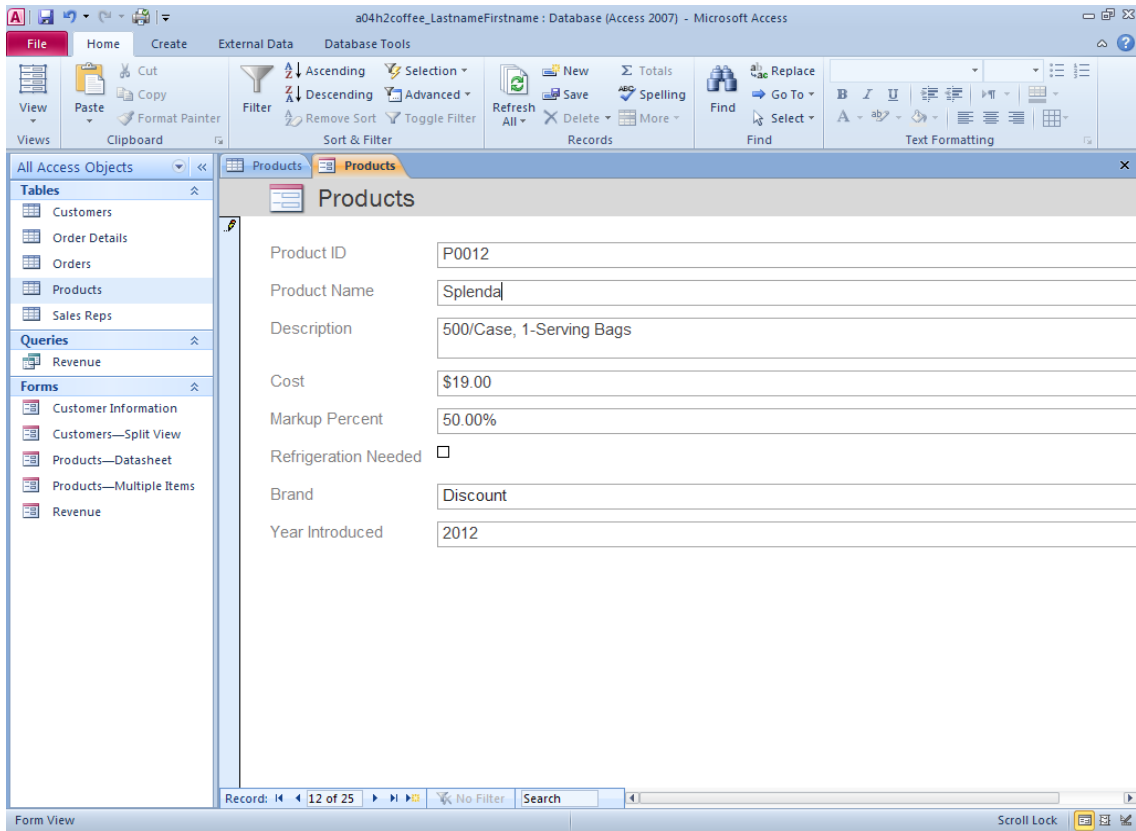 a04h2coffee_LastnameFirstname : Database (Access 2007) - Microsoft Access
File Home Create External Data Database Tools
View
Views
Paste
Cut
Copy
Format Painter
Clipboard
Filter
Ascending
Descending
Remove Sort
Selection
Advanced
Toggle Filter
Sort & Filter
Refresh
All
New
Save
Delete
Totals
Spelling
More
Records
Find
Replace
Go To
Select
Find
B I U
A
Text Formatting
All Access Objects
Tables
Customers
Order Details
Orders
Products
Sales Reps
Queries
Revenue
Forms
Customer Information
Customers—Split View
Products—Datasheet
Products—Multiple Items
Revenue
Products Products
Products
Product ID P0012
Product Name Splenda
Description 500/Case, 1-Serving Bags
Cost $19.00
Markup Percent 50.00%
Refrigeration Needed
Brand Discount
Year Introduced 2012
Record: 12 of 25 No Filter Search
Form View Scroll Lock